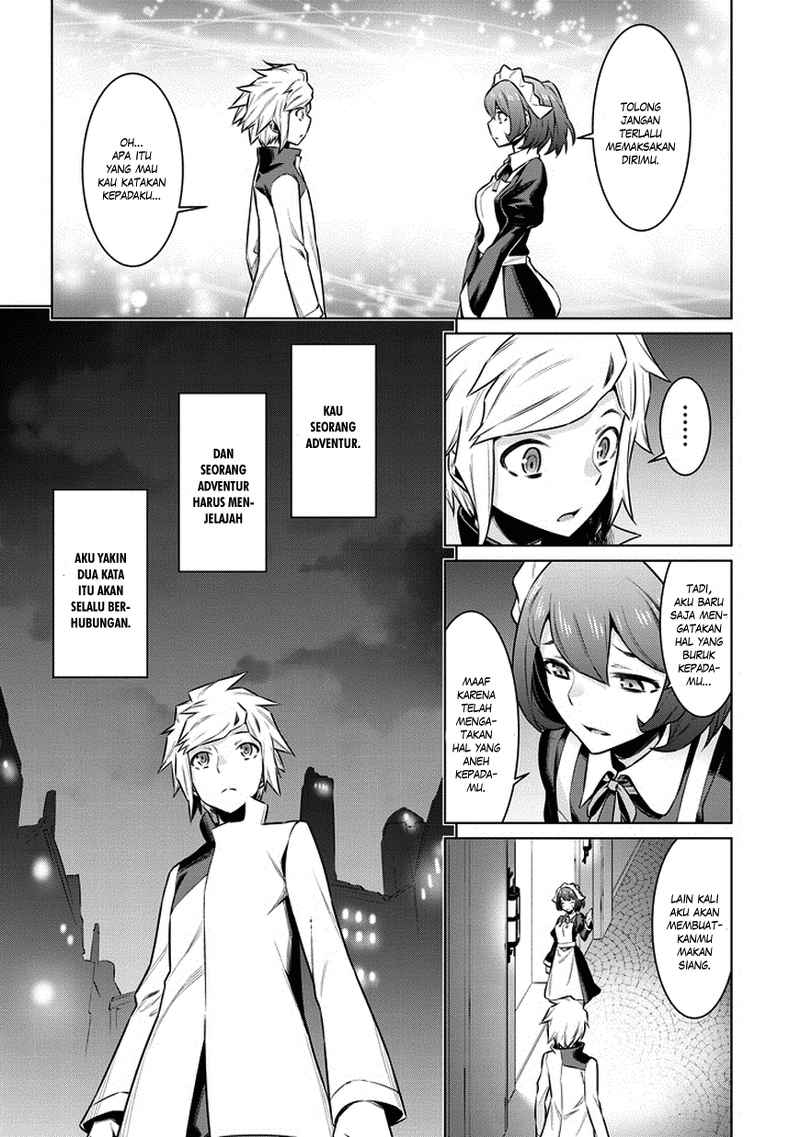 TOLONG
JANGAN
TERLALU
MEMAKSAKAN
DIRIMU.
OH...
APA ITU
YANG MAU
KAU KATAKAN
KEPADAKU...
......
TADI,
AKU BARU
SAJA MEN-
GATAKAN
HAL YANG
BURUK
KEPADA-
MU...
MAAF
KARENA
TELAH
MENGA-
TAKAN
HAL YANG
ANEH
KEPADA-
MU.
LAIN KALI
AKU AKAN
MEMBUAT-
KANMU
MAKAN
SIANG.
KAU
SEORANG
ADVENTUR.
DAN
SEORANG
ADVENTUR
HARUS MEN-
JELAJAH
AKU YAKIN
DUA KATA
ITU AKAN
SELALU BER-
HUBUNGAN.